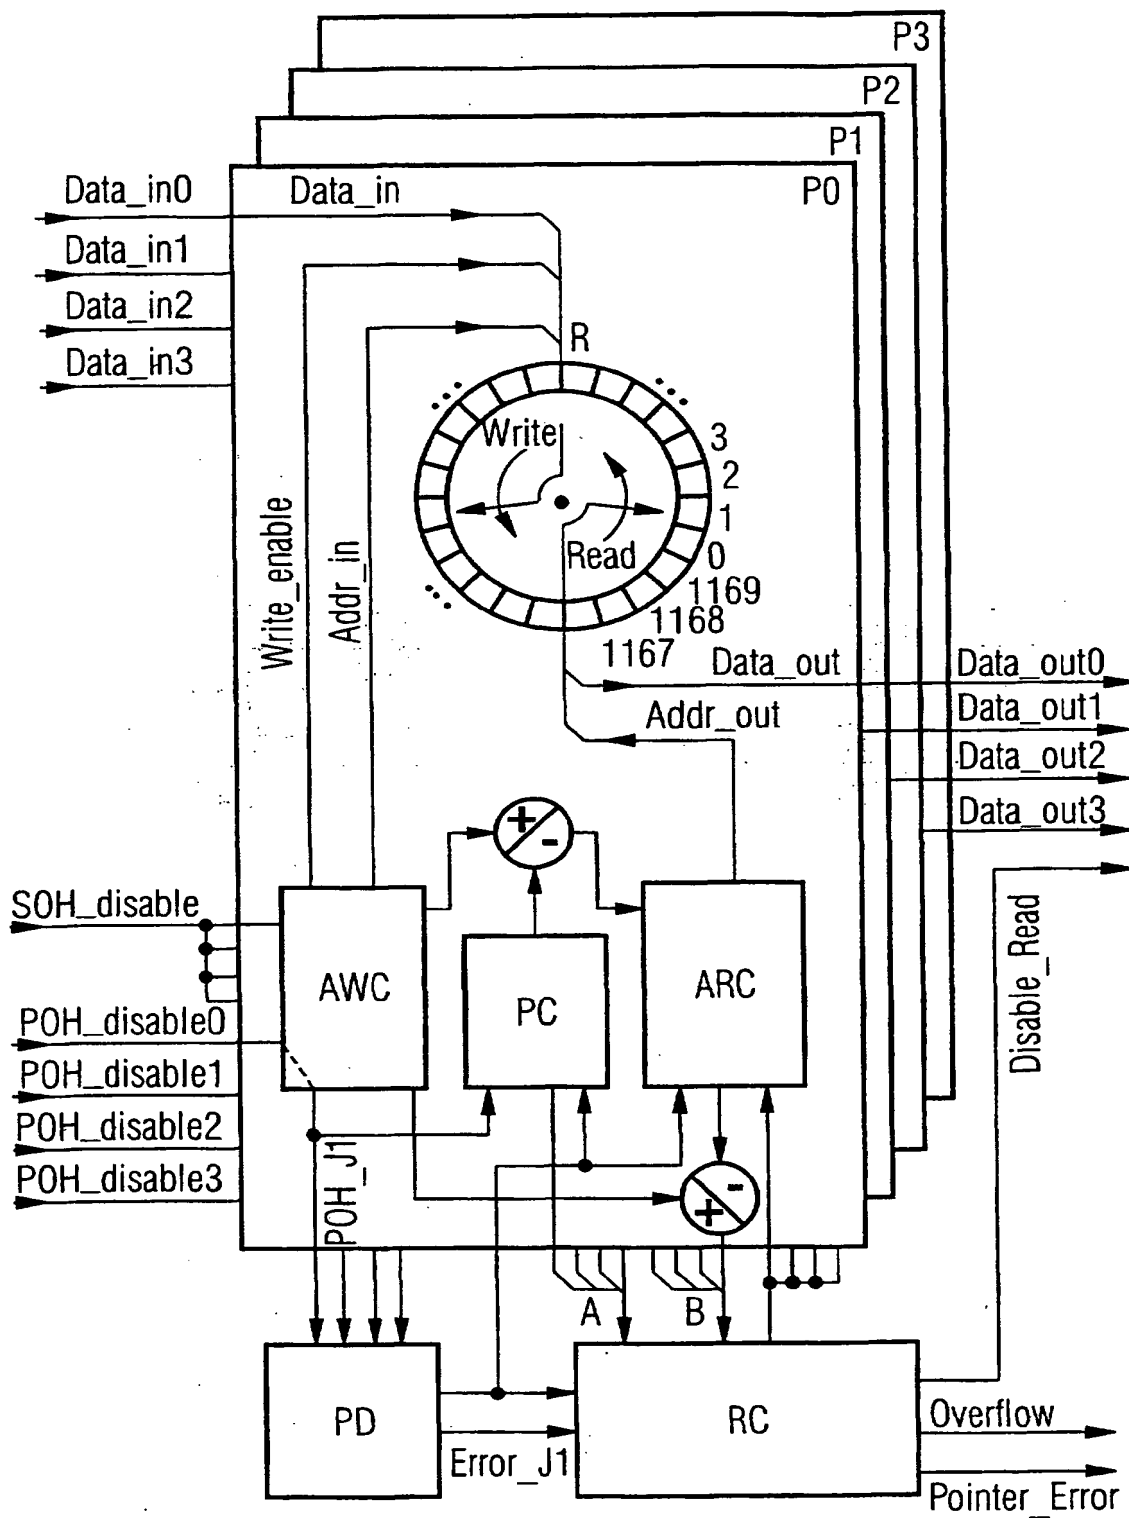 P3
P2
P1
P0
Data_in0
Data_in
Data_in1
Data_in2
Data_in3
R
Write
3
2
1
0
Read
1169
1168
1167
Write_enable
Addr_in
Data_out
Data_out0
Addr_out
Data_out1
Data_out2
Data_out3
+
-
SOH_disable
AWC
PC
ARC
Disable_Read
POH_disable0
POH_disable1
POH_disable2
POH_disable3
POH_J1
-
+
A
B
PD
RC
Error_J1
Overflow
Pointer_Error